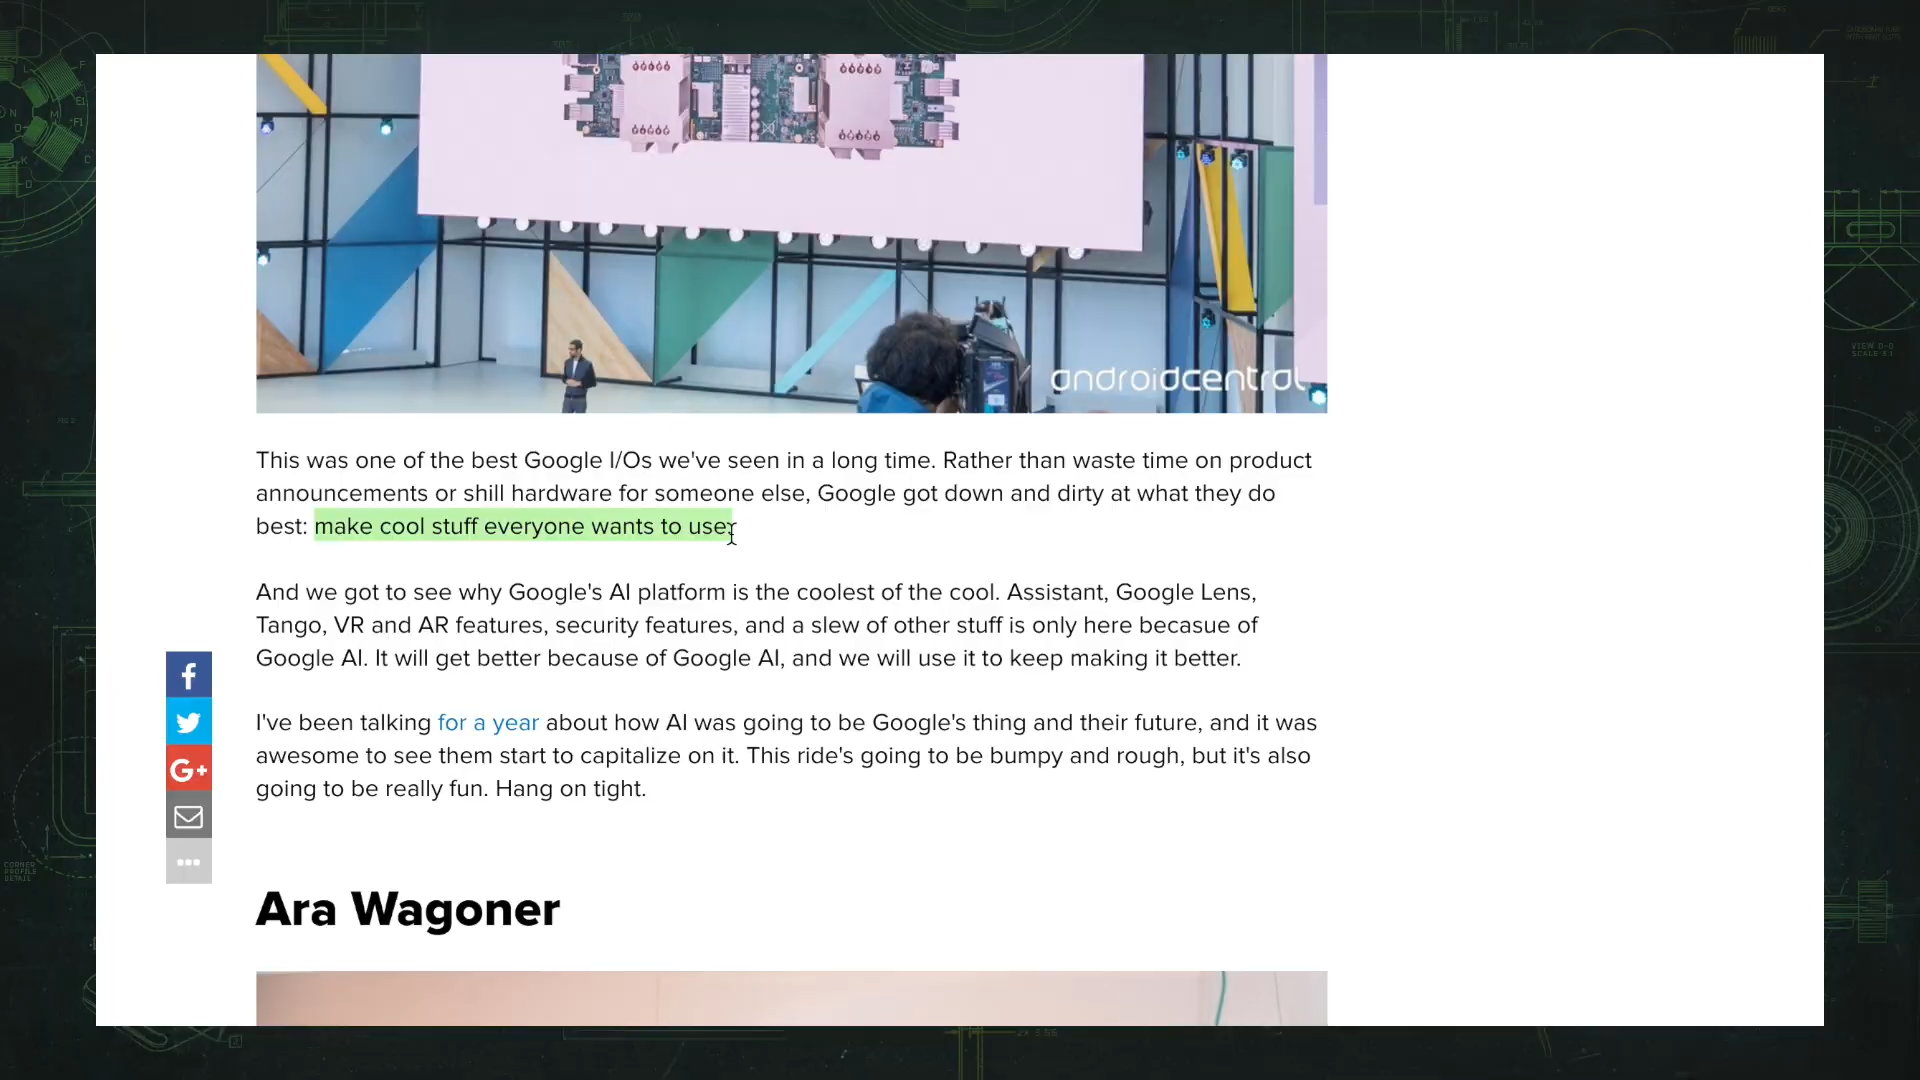 androidcentral
This was one of the best Google I/Os we've seen in a long time. Rather than waste time on product
announcements or shill hardware for someone else, Google got down and dirty at what they do
best: make cool stuff everyone wants to use.
And we got to see why Google's AI platform is the coolest of the cool. Assistant, Google Lens,
Tango, VR and AR features, security features, and a slew of other stuff is only here becasue of
Google AI. It will get better because of Google AI, and we will use it to keep making it better.
I've been talking for a year about how AI was going to be Google's thing and their future, and it was
awesome to see them start to capitalize on it. This ride's going to be bumpy and rough, but it's also
going to be really fun. Hang on tight.
f
G+
Ara Wagoner
VIEW D-D
SCALE 6:1
CORNER
PROFILE
DETAIL